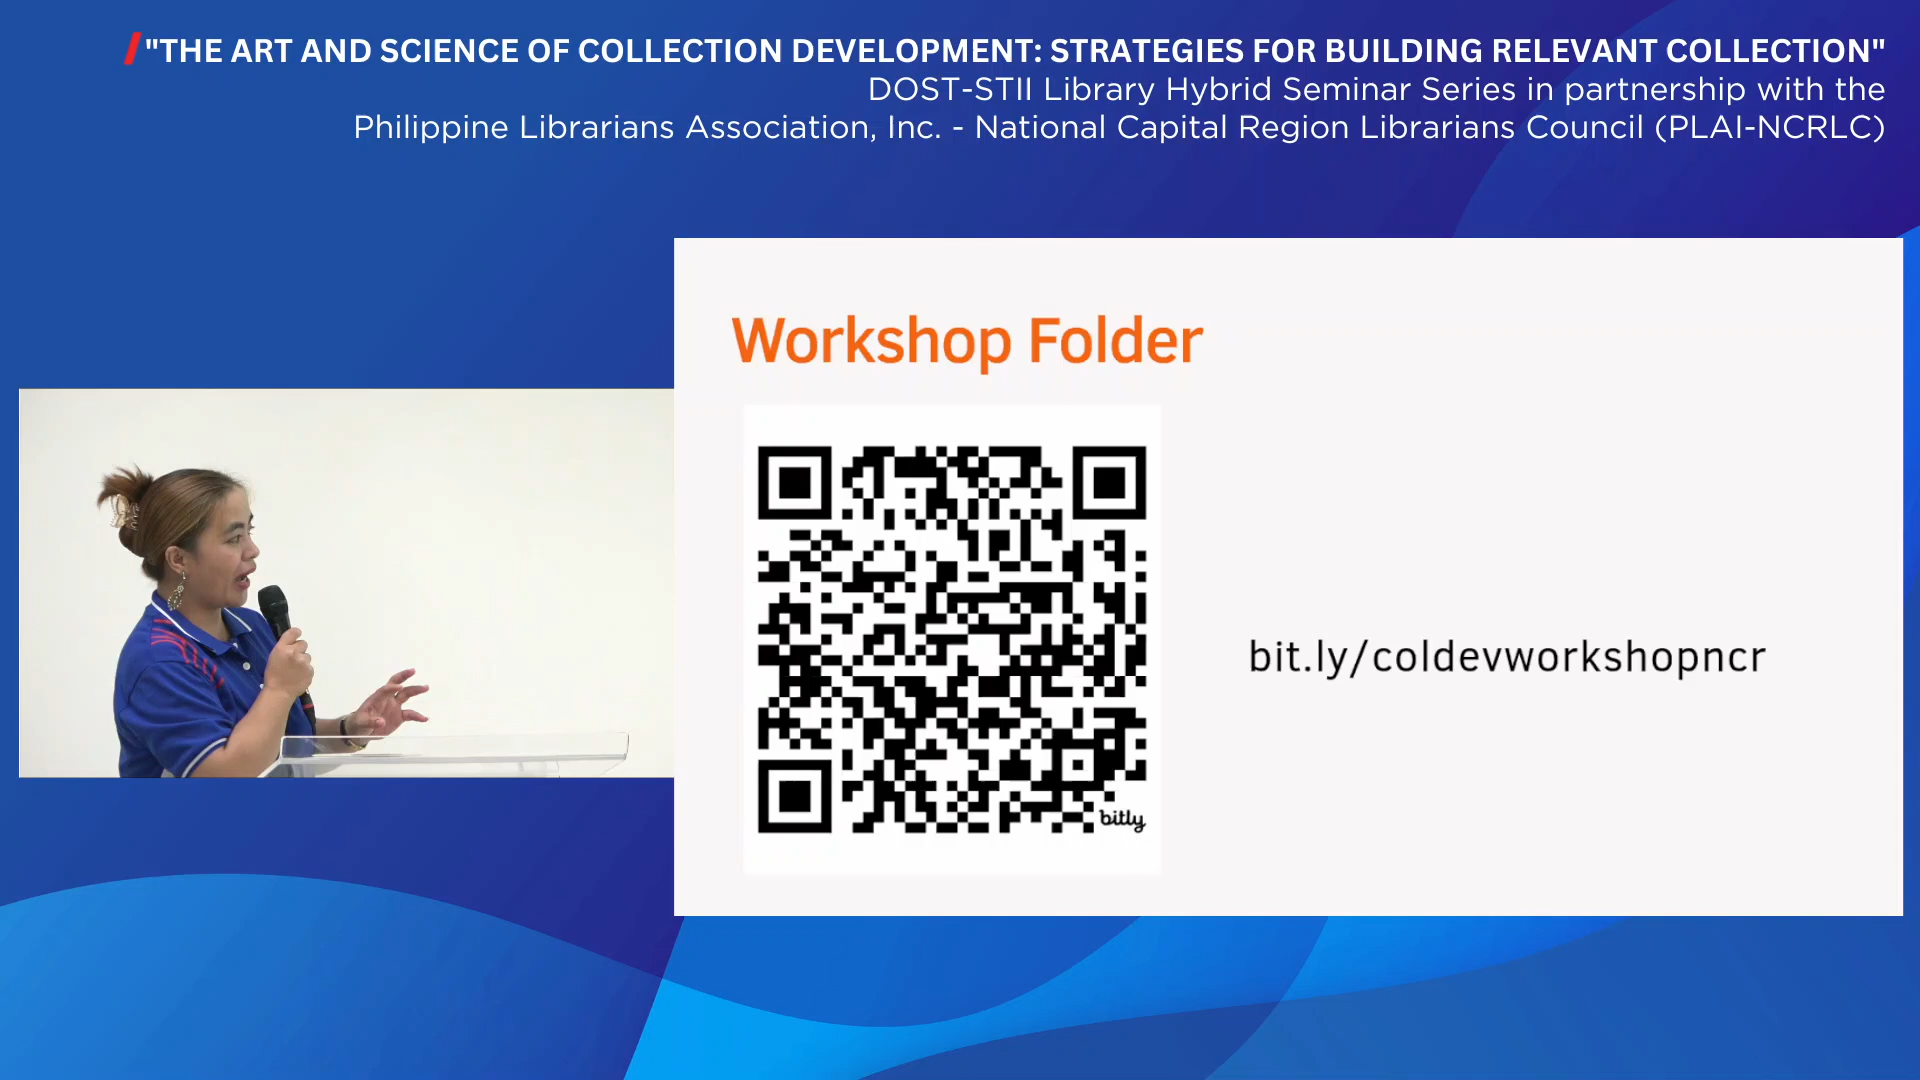 "THE ART AND SCIENCE OF COLLECTION DEVELOPMENT: STRATEGIES FOR BUILDING RELEVANT COLLECTION"
DOST-STII Library Hybrid Seminar Series in partnership with the
Philippine Librarians Association, Inc. - National Capital Region Librarians Council (PLAI-NCRLC)
Workshop Folder
bit.ly/coldevworkshopncr
bitly